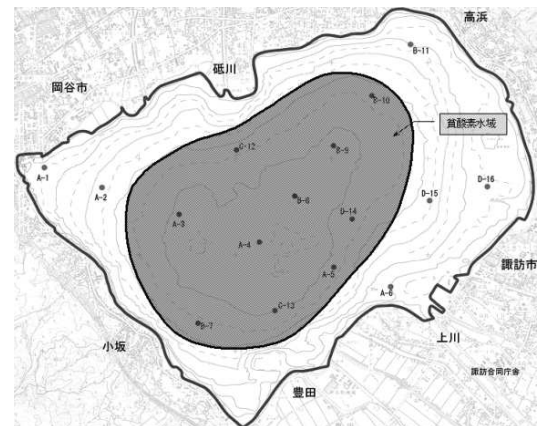 高浜
B-11
砥川
岡谷市
B-10
貧酸素水域
C-12
B-9
A-1
A-2
D-16
B-8
D-15
A-3
D-14
A-4
諏訪市
A-5
A-6
C-13
B-7
上川
小坂
諏訪合同庁舎
豊田